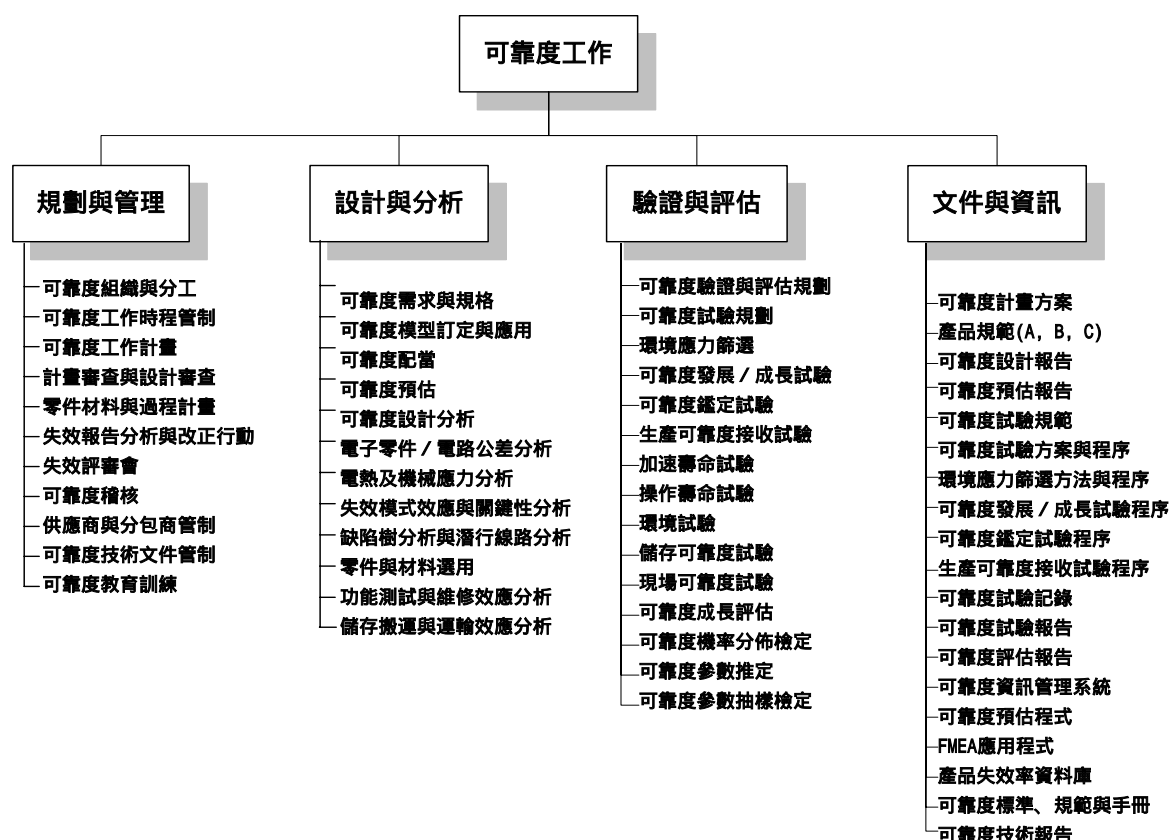 可靠度工作
規劃與管理
可靠度組織與分工
可靠度工作時程管制
可靠度工作計畫
計畫審查與設計審查
零件材料與過程計畫
失效報告分析與改正行動
失效評審會
可靠度稽核
供應商與分包商管制
可靠度技術文件管制
可靠度教育訓練
設計與分析
可靠度需求與規格
可靠度模型訂定與應用
可靠度配當
可靠度預估
可靠度設計分析
電子零件／電路公差分析
電熱及機械應力分析
失效模式效應與關鍵性分析
缺陷樹分析與潛行線路分析
零件與材料選用
功能測試與維修效應分析
儲存搬運與運輸效應分析
驗證與評估
可靠度驗證與評估規劃
可靠度試驗規劃
環境應力篩選
可靠度發展／成長試驗
可靠度鑑定試驗
生產可靠度接收試驗
加速壽命試驗
操作壽命試驗
環境試驗
儲存可靠度試驗
現場可靠度試驗
可靠度成長評估
可靠度機率分佈檢定
可靠度參數推定
可靠度參數抽樣檢定
文件與資訊
可靠度計畫方案
產品規範(A, B, C)
可靠度設計報告
可靠度預估報告
可靠度試驗規範
可靠度試驗方案與程序
環境應力篩選方法與程序
可靠度發展／成長試驗程序
可靠度鑑定試驗程序
生產可靠度接收試驗程序
可靠度試驗記錄
可靠度試驗報告
可靠度評估報告
可靠度資訊管理系統
可靠度預估程式
FMEA應用程式
產品失效率資料庫
可靠度標準、規範與手冊
可靠度技術報告